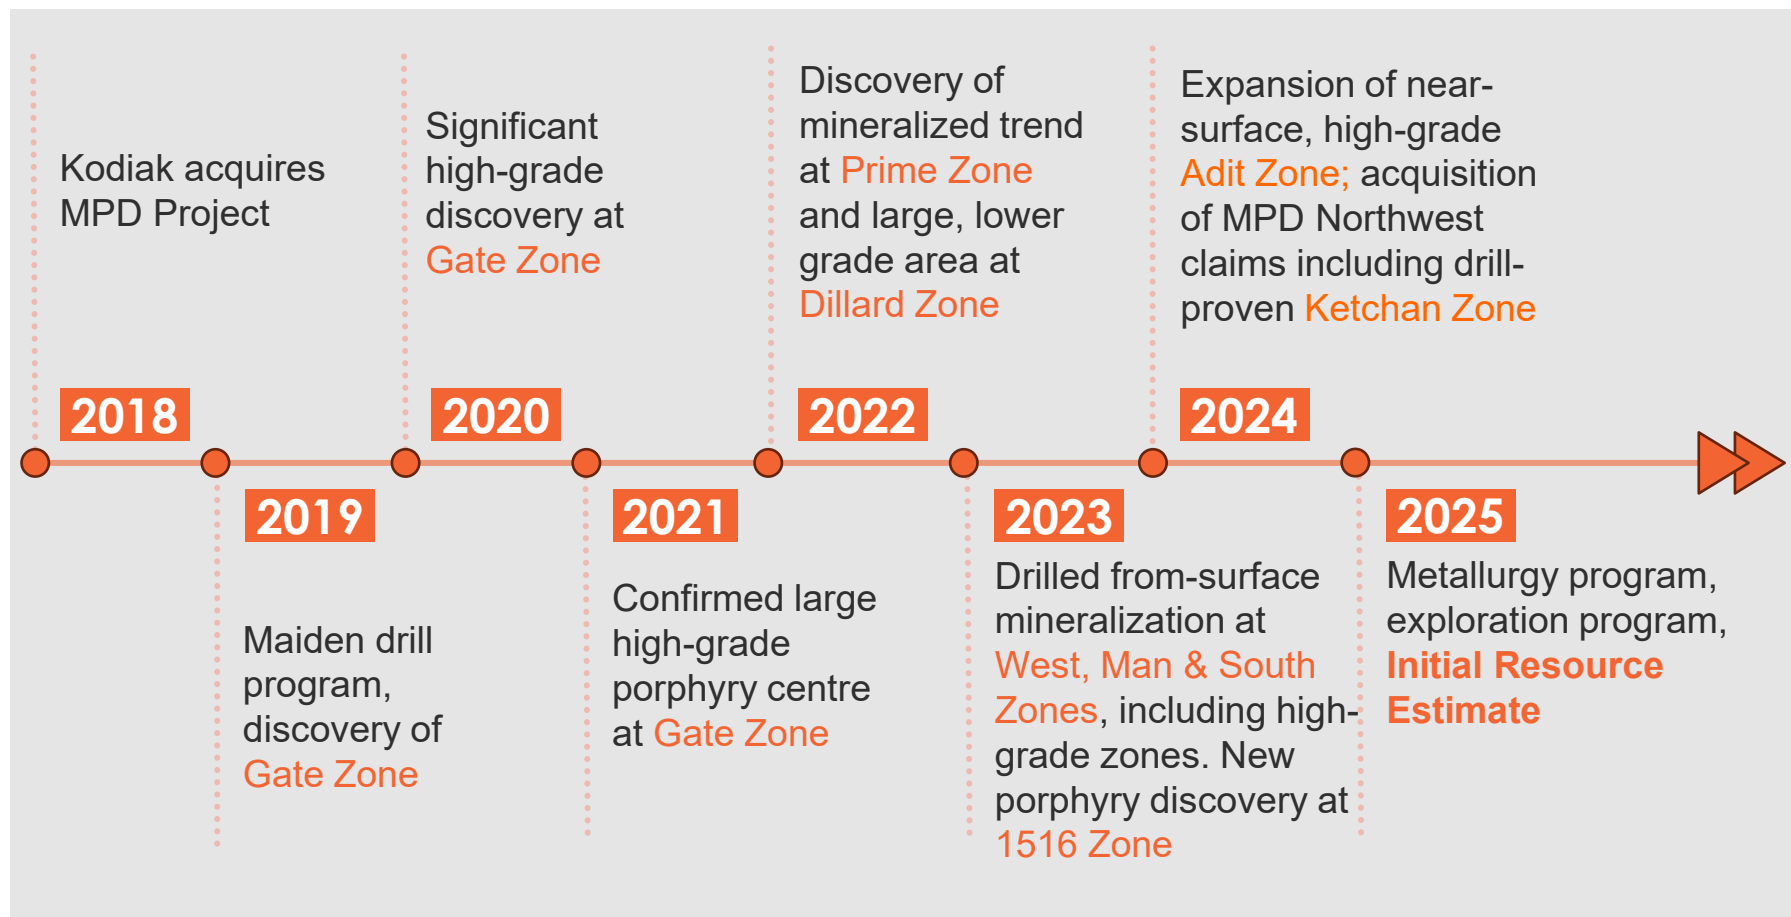 Kodiak acquires
MPD Project
2018
2019
Maiden drill
program,
discovery of
Gate Zone
Significant
high-grade
discovery at
Gate Zone
2020
2021
Confirmed large
high-grade
porphyry centre
at Gate Zone
Discovery of
mineralized trend
at Prime Zone
and large, lower
grade area at
Dillard Zone
2022
2023
Drilled from-surface
mineralization at
West, Man & South
Zones, including high-
grade zones. New
porphyry discovery at
1516 Zone
Expansion of near-
surface, high-grade
Adit Zone; acquisition
of MPD Northwest
claims including drill-
proven Ketchan Zone
2024
2025
Metallurgy program,
exploration program,
Initial Resource
Estimate